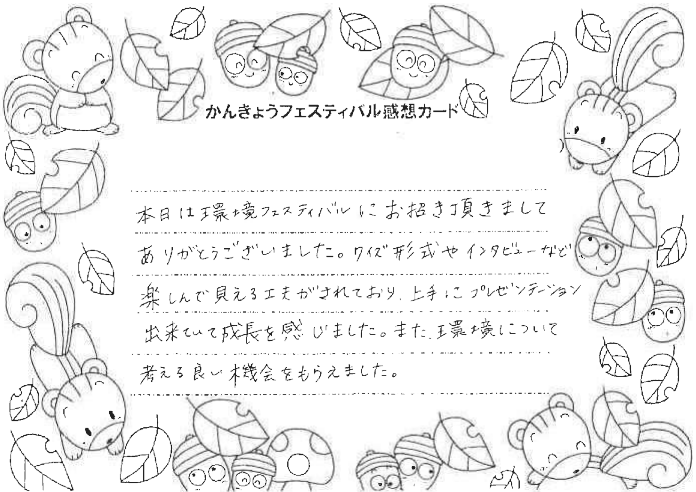 かんきょうフェスティバル感想カード
本日は環境フェスティバルにお招き頂きまして
ありがとうございました。クイズ形式やインタビューなど
楽しんで見える工夫がされており、上手にプレゼンテーション
出来ていて成長を感じました。また、環境について
考える良い機会をもらえました。